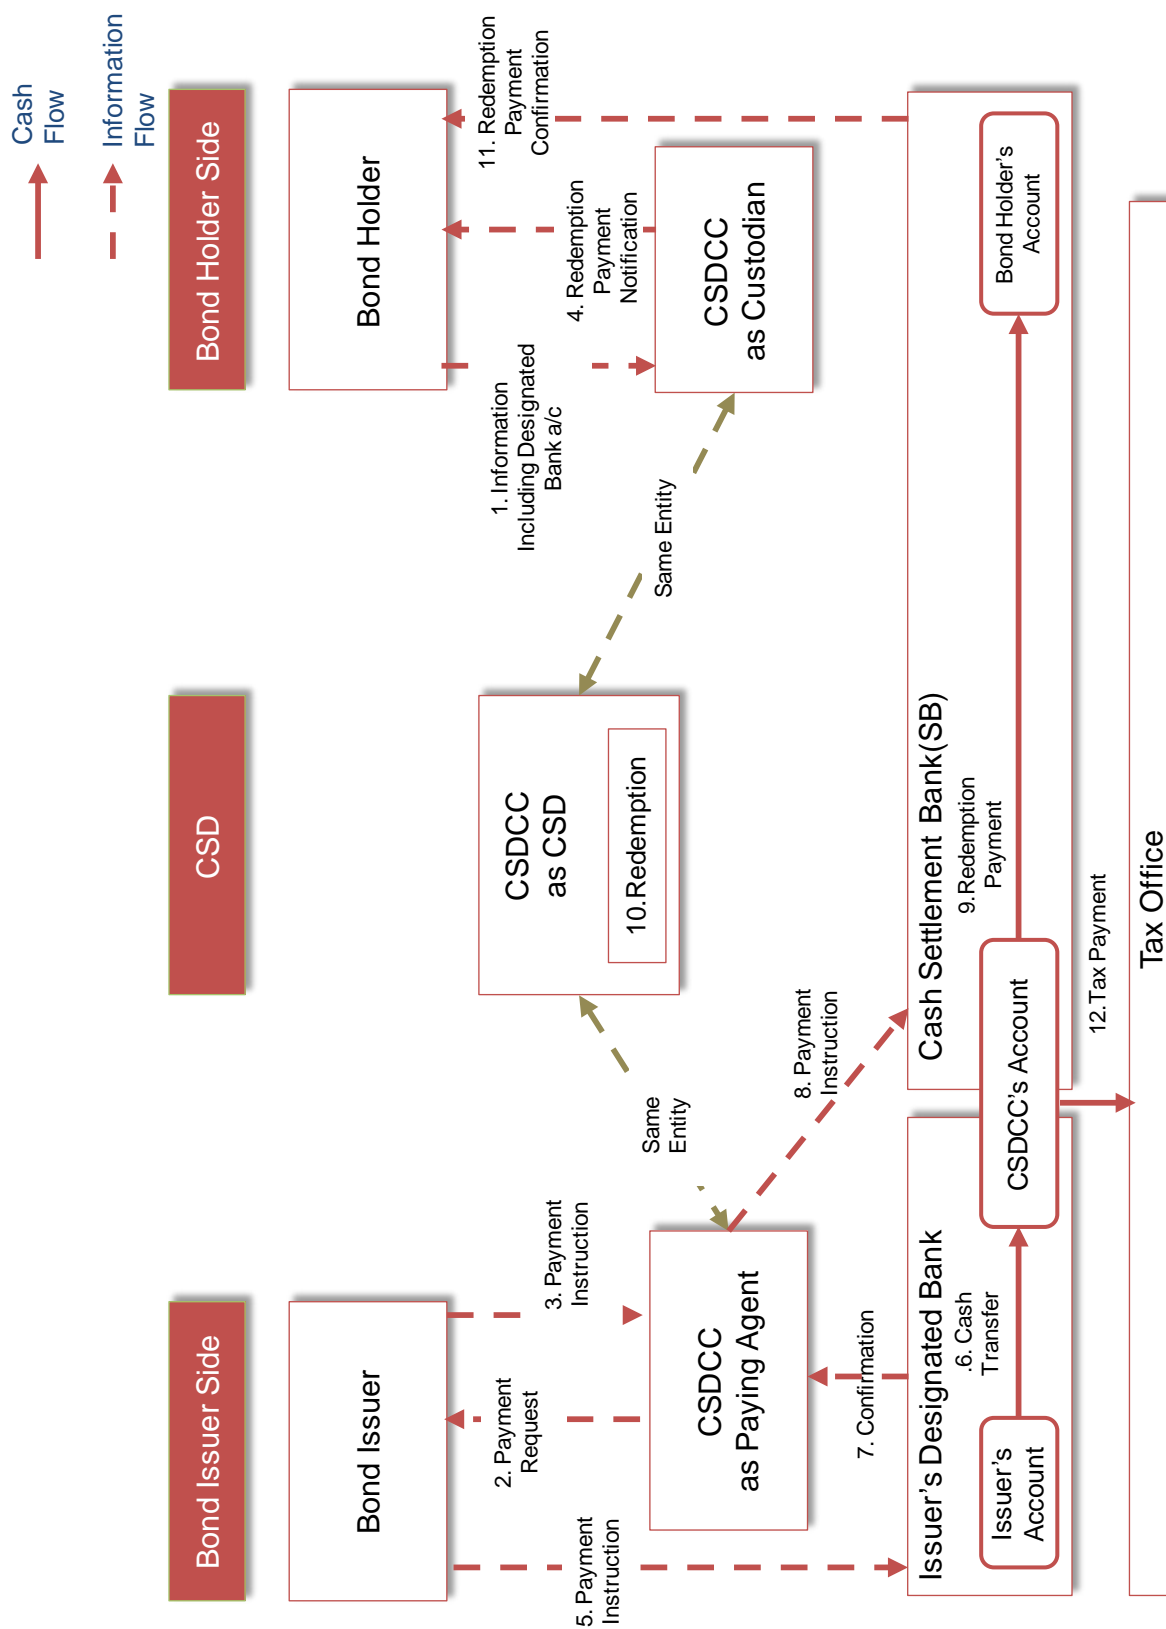 Cash
Flow
Information
Flow
Bond Issuer Side
CSD
Bond Holder Side
Bond Issuer
Bond Holder
5. Payment
Instruction
2. Payment
Request
3. Payment
Instruction
CSDCC
as CSD
10.Redemption
1. Information
Including Designated
Bank a/c
4. Redemption
Payment
Notification
11. Redemption
Payment
Confirmation
Same
Entity
Same Entity
CSDCC
as Paying Agent
CSDCC
as Custodian
7. Confirmation
8. Payment
Instruction
Issuer's Designated Bank
.6. Cash
Transfer
Issuer's
Account
CSDCC's Account
Cash Settlement Bank(SB)
9.Redemption
Payment
Bond Holder's
Account
12.Tax Payment
Tax Office